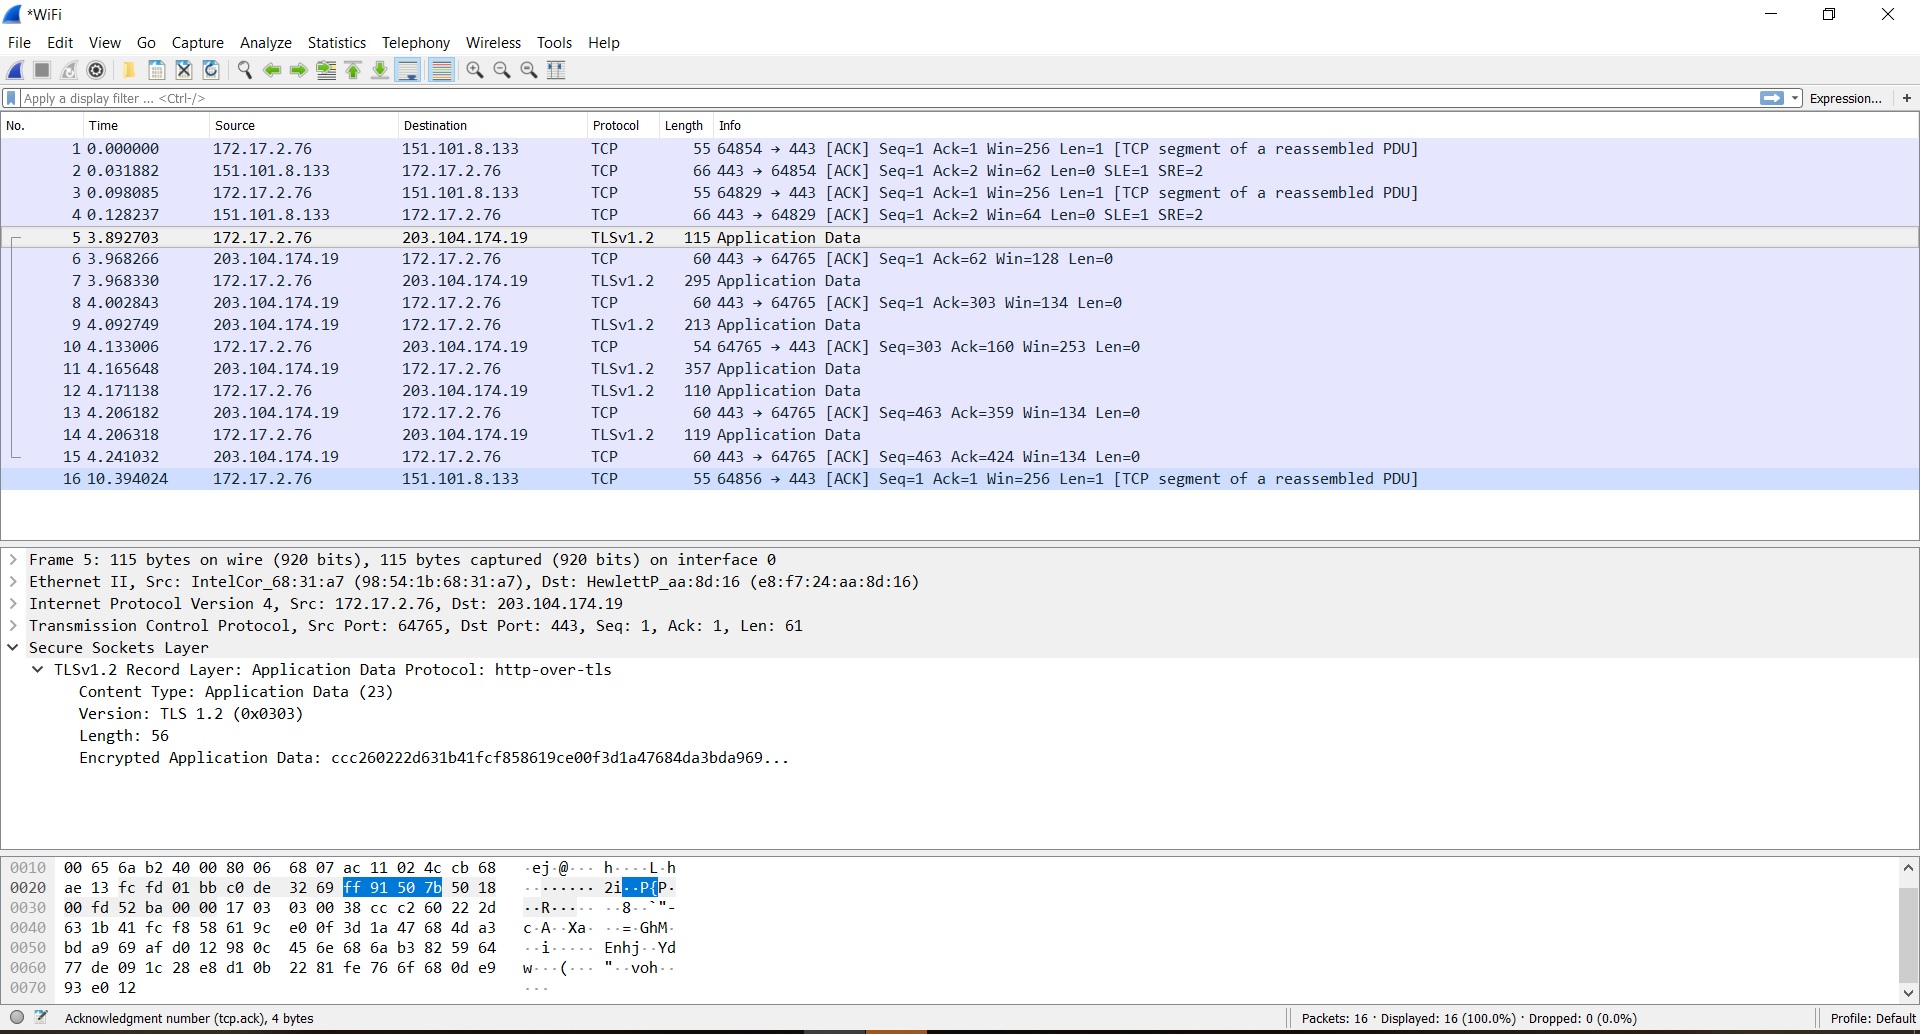 *WiFi
File Edit View Go Capture Analyze Statistics Telephony Wireless Tools Help
Apply a display filter ... <Ctrl-/> Expression... +
No. Time Source Destination Protocol Length Info
1 0.000000 172.17.2.76 151.101.8.133 TCP 55 64854 → 443 [ACK] Seq=1 Ack=1 Win=256 Len=1 [TCP segment of a reassembled PDU]
2 0.031882 151.101.8.133 172.17.2.76 TCP 66 443 → 64854 [ACK] Seq=1 Ack=2 Win=62 Len=0 SLE=1 SRE=2
3 0.098085 172.17.2.76 151.101.8.133 TCP 55 64829 → 443 [ACK] Seq=1 Ack=1 Win=256 Len=1 [TCP segment of a reassembled PDU]
4 0.128237 151.101.8.133 172.17.2.76 TCP 66 443 → 64829 [ACK] Seq=1 Ack=2 Win=64 Len=0 SLE=1 SRE=2
5 3.892703 172.17.2.76 203.104.174.19 TLSv1.2 115 Application Data
6 3.968266 203.104.174.19 172.17.2.76 TCP 60 443 → 64765 [ACK] Seq=1 Ack=62 Win=128 Len=0
7 3.968330 172.17.2.76 203.104.174.19 TLSv1.2 295 Application Data
8 4.002843 203.104.174.19 172.17.2.76 TCP 60 443 → 64765 [ACK] Seq=1 Ack=303 Win=134 Len=0
9 4.092749 203.104.174.19 172.17.2.76 TLSv1.2 213 Application Data
10 4.133006 172.17.2.76 203.104.174.19 TCP 54 64765 → 443 [ACK] Seq=303 Ack=160 Win=253 Len=0
11 4.165648 203.104.174.19 172.17.2.76 TLSv1.2 357 Application Data
12 4.171138 172.17.2.76 203.104.174.19 TLSv1.2 110 Application Data
13 4.206182 203.104.174.19 172.17.2.76 TCP 60 443 → 64765 [ACK] Seq=463 Ack=359 Win=134 Len=0
14 4.206318 172.17.2.76 203.104.174.19 TLSv1.2 119 Application Data
15 4.241032 203.104.174.19 172.17.2.76 TCP 60 443 → 64765 [ACK] Seq=463 Ack=424 Win=134 Len=0
16 10.394024 172.17.2.76 151.101.8.133 TCP 55 64856 → 443 [ACK] Seq=1 Ack=1 Win=256 Len=1 [TCP segment of a reassembled PDU]
Frame 5: 115 bytes on wire (920 bits), 115 bytes captured (920 bits) on interface 0
Ethernet II, Src: IntelCor_68:31:a7 (98:54:1b:68:31:a7), Dst: HewlettP_aa:8d:16 (e8:f7:24:aa:8d:16)
Internet Protocol Version 4, Src: 172.17.2.76, Dst: 203.104.174.19
Transmission Control Protocol, Src Port: 64765, Dst Port: 443, Seq: 1, Ack: 1, Len: 61
Secure Sockets Layer
TLSv1.2 Record Layer: Application Data Protocol: http-over-tls
Content Type: Application Data (23)
Version: TLS 1.2 (0x0303)
Length: 56
Encrypted Application Data: ccc260222d631b41fcf858619ce00f3d1a47684da3bda969...
0010 00 65 6a b2 40 00 80 06 68 07 ac 11 02 4c cb 68 ·ej·@··· h····L·h
0020 ae 13 fc fd 01 bb c0 de 32 69 ff 91 50 7b 50 18 ········ 2i··P{P·
0030 00 fd 52 ba 00 00 17 03 03 00 38 cc c2 60 22 2d ··R····· ··8··`"-
0040 63 1b 41 fc f8 58 61 9c e0 0f 3d 1a 47 68 4d a3 c·A··Xa· ··=·GhM·
0050 bd a9 69 af d0 12 98 0c 45 6e 68 6a b3 82 59 64 ··i····· Enhj··Yd
0060 77 de 09 1c 28 e8 d1 0b 22 81 fe 76 6f 68 0d e9 w···(··· "··voh··
0070 93 e0 12 ···
Acknowledgment number (tcp.ack), 4 bytes Packets: 16 · Displayed: 16 (100.0%) · Dropped: 0 (0.0%) Profile: Default